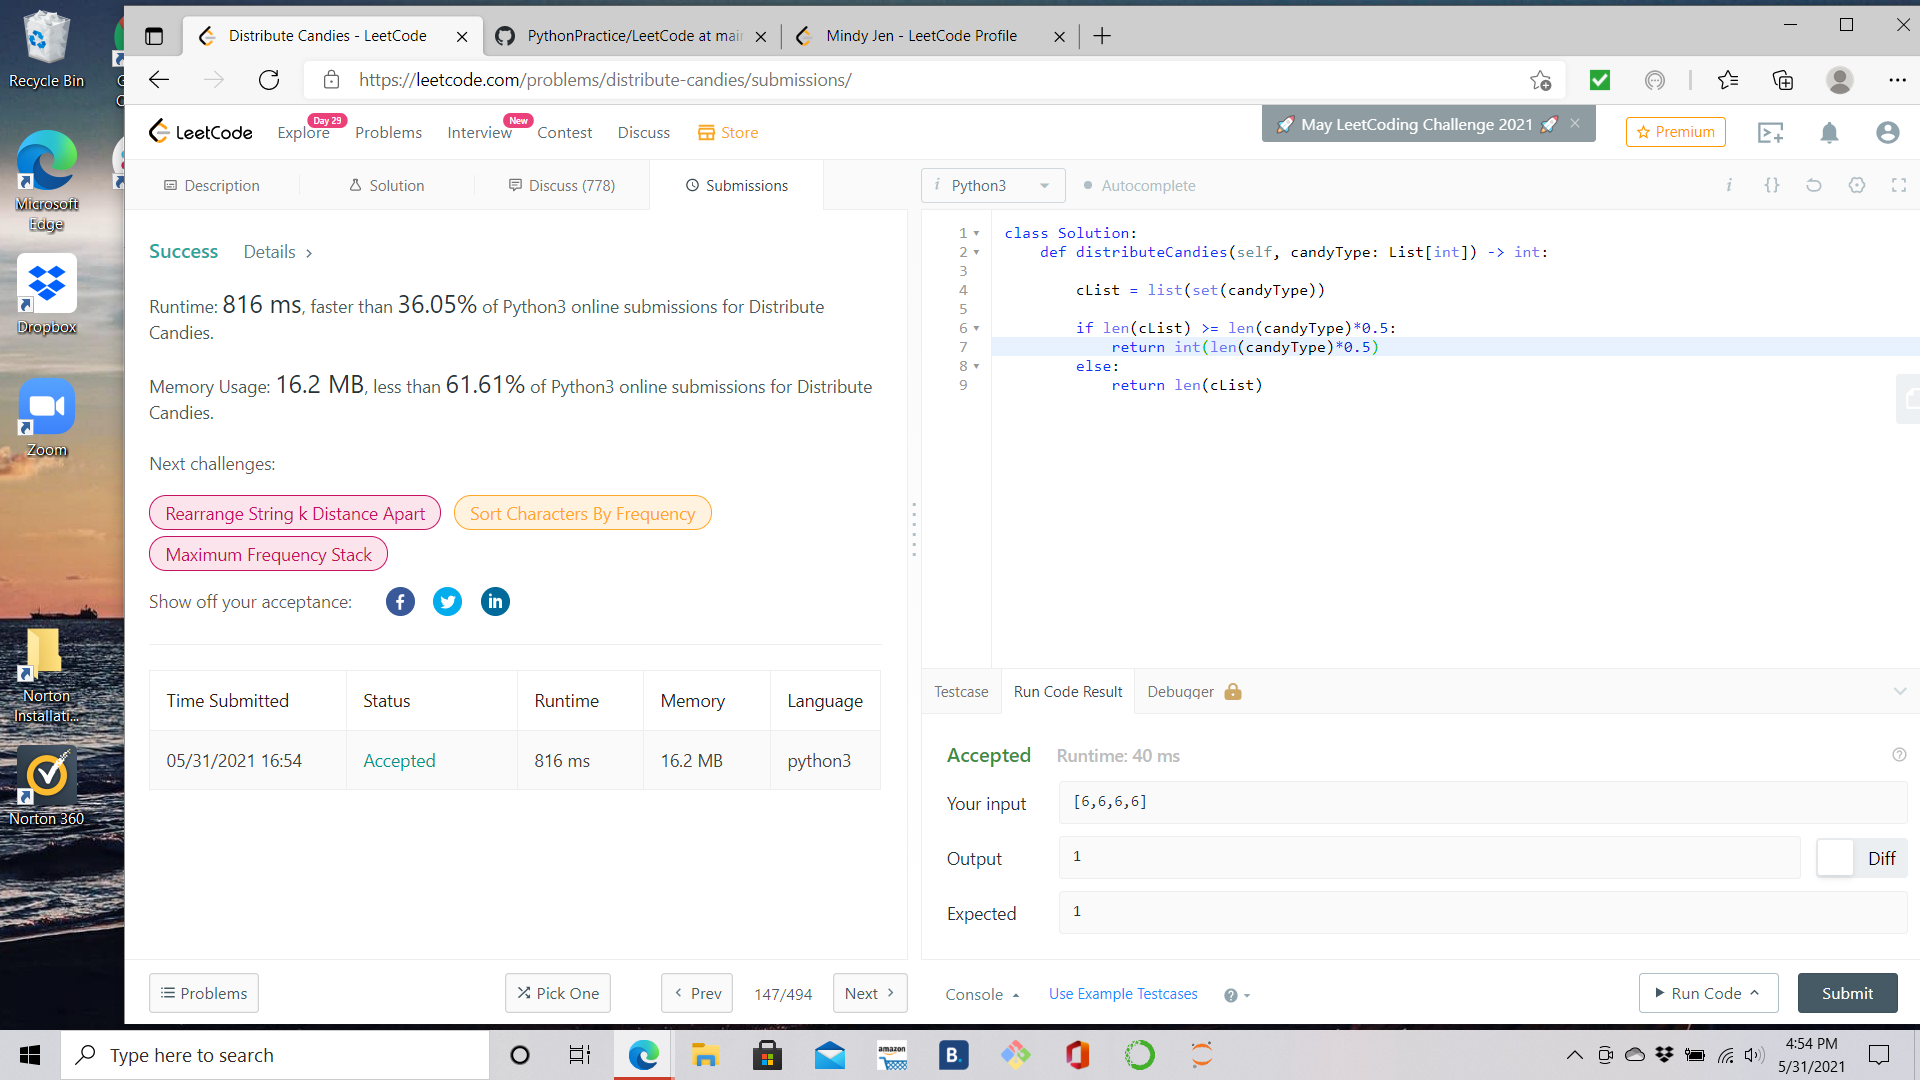 Recycle Bin
Microsoft
Edge
Dropbox
Zoom
Norton
Installati...
Norton 360
Distribute Candies - LeetCode
PythonPractice/LeetCode at mai
Mindy Jen - LeetCode Profile
https://leetcode.com/problems/distribute-candies/submissions/
LeetCode
Explore
Day 29
Problems
Interview
New
Contest
Discuss
Store
May LeetCoding Challenge 2021
Premium
Description
Solution
Discuss (778)
Submissions
i Python3
Autocomplete
i {}
Success
Details >
Runtime: 816 ms, faster than 36.05% of Python3 online submissions for Distribute
Candies.
Memory Usage: 16.2 MB, less than 61.61% of Python3 online submissions for Distribute
Candies.
Next challenges:
Rearrange String k Distance Apart
Sort Characters By Frequency
Maximum Frequency Stack
Show off your acceptance:
Time Submitted Status Runtime Memory Language
05/31/2021 16:54 Accepted 816 ms 16.2 MB python3
1 class Solution:
2 def distributeCandies(self, candyType: List[int]) -> int:
3
4 cList = list(set(candyType))
5
6 if len(cList) >= len(candyType)*0.5:
7 return int(len(candyType)*0.5)
8 else:
9 return len(cList)
Testcase
Run Code Result
Debugger
Accepted Runtime: 40 ms
Your input [6,6,6,6]
Output 1
Diff
Expected 1
Problems
Pick One
< Prev
147/494
Next >
Console
Use Example Testcases
Run Code
Submit
Type here to search
amazon
B.
4:54 PM
5/31/2021